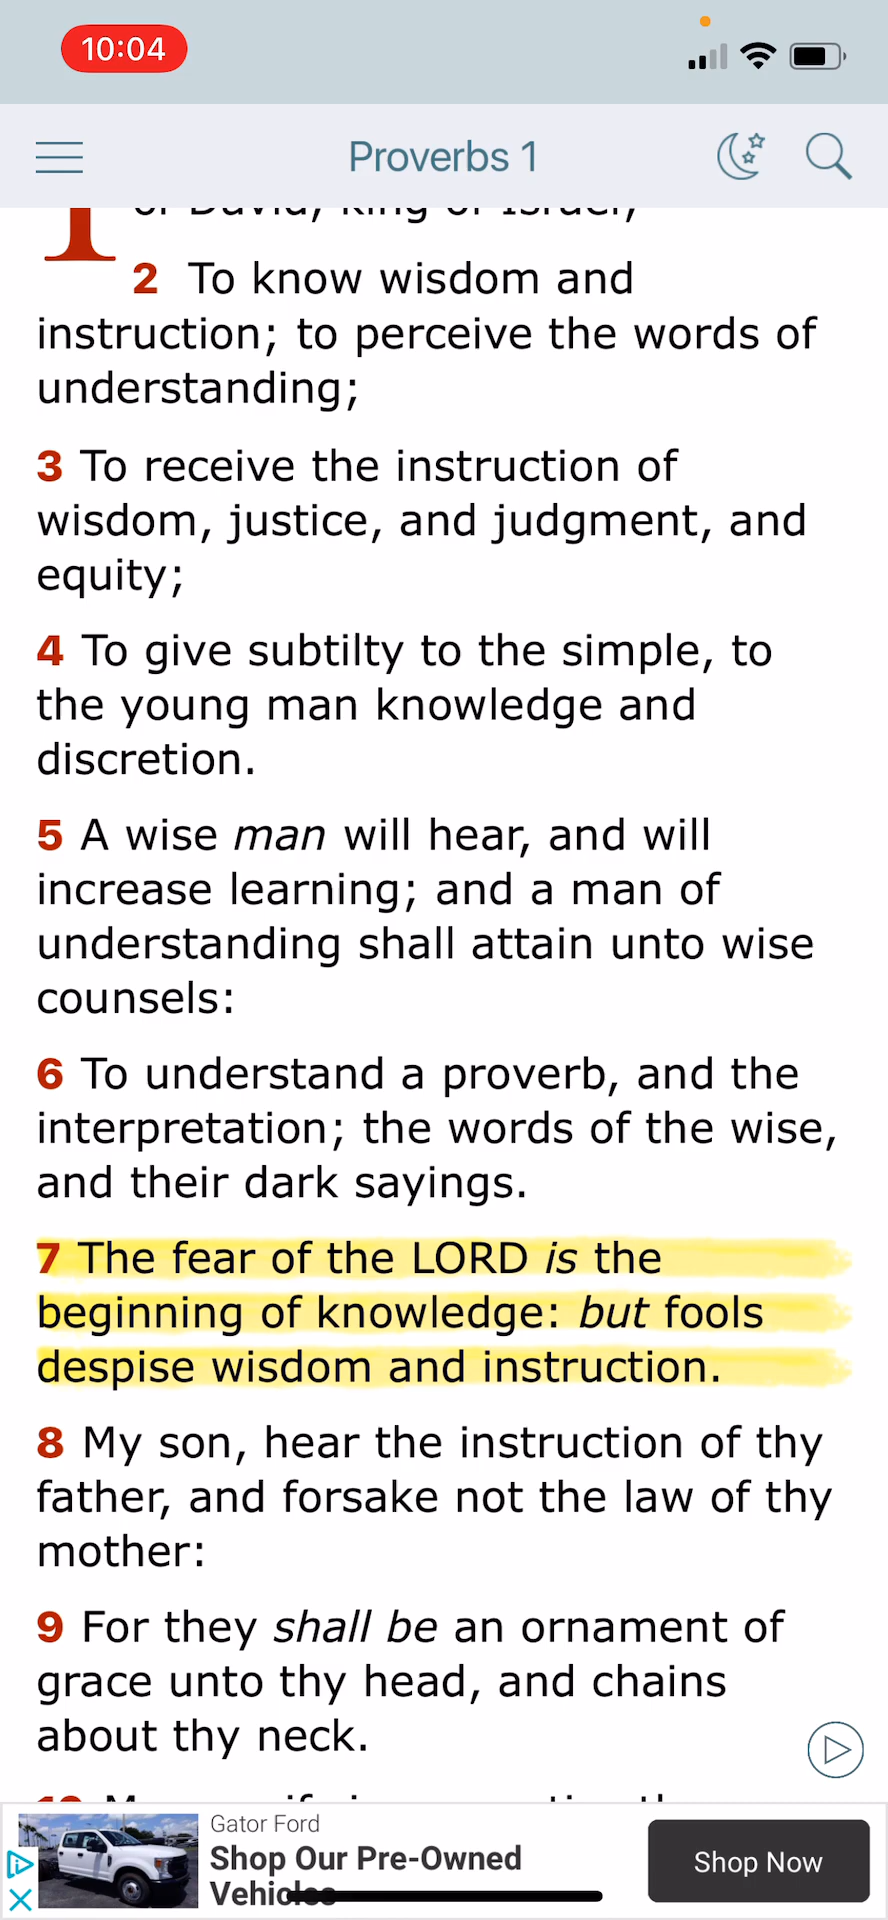 10:04
Proverbs 1
of David, king of Israel;
2 To know wisdom and
instruction; to perceive the words of
understanding;
3 To receive the instruction of
wisdom, justice, and judgment, and
equity;
4 To give subtilty to the simple, to
the young man knowledge and
discretion.
5 A wise man will hear, and will
increase learning; and a man of
understanding shall attain unto wise
counsels:
6 To understand a proverb, and the
interpretation; the words of the wise,
and their dark sayings.
7 The fear of the LORD is the
beginning of knowledge: but fools
despise wisdom and instruction.
8 My son, hear the instruction of thy
father, and forsake not the law of thy
mother:
9 For they shall be an ornament of
grace unto thy head, and chains
about thy neck.
Gator Ford
Shop Our Pre-Owned
Vehicles
Shop Now